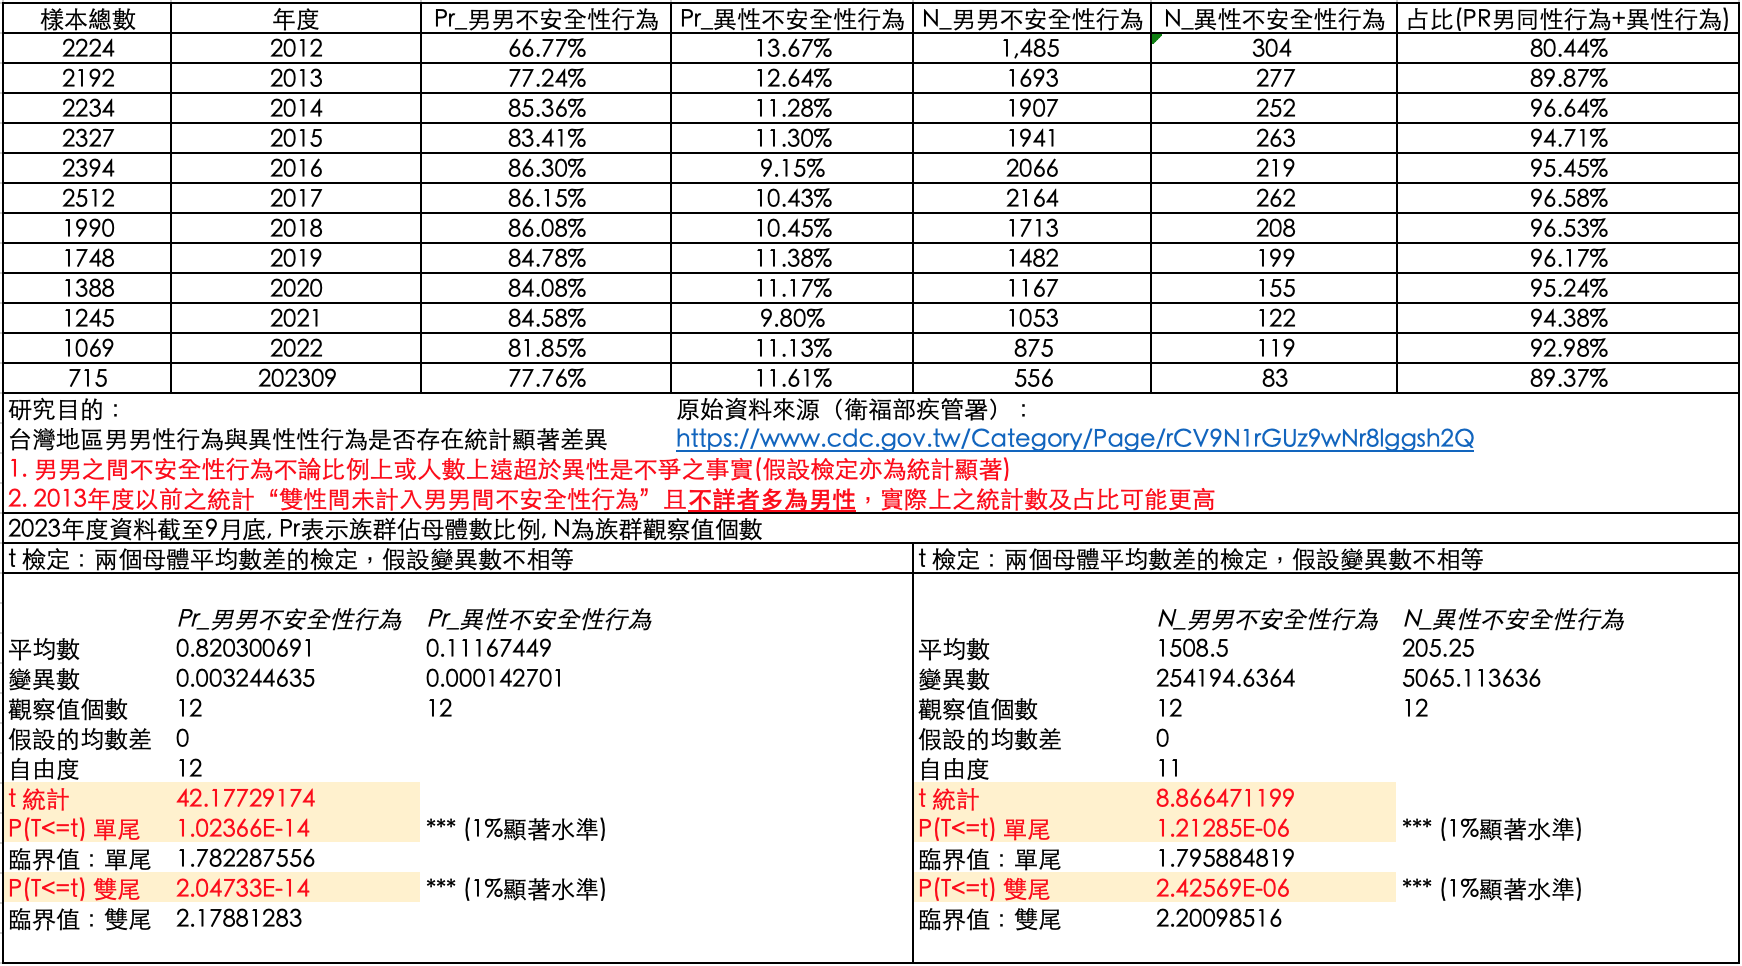 樣本總數 年度 Pr_男男不安全性行為 Pr_異性不安全性行為 N_男男不安全性行為 N_異性不安全性行為 占比(PR男同性行為+異性行為)
2224 2012 66.77% 13.67% 1,485 304 80.44%
2192 2013 77.24% 12.64% 1693 277 89.87%
2234 2014 85.36% 11.28% 1907 252 96.64%
2327 2015 83.41% 11.30% 1941 263 94.71%
2394 2016 86.30% 9.15% 2066 219 95.45%
2512 2017 86.15% 10.43% 2164 262 96.58%
1990 2018 86.08% 10.45% 1713 208 96.53%
1748 2019 84.78% 11.38% 1482 199 96.17%
1388 2020 84.08% 11.17% 1167 155 95.24%
1245 2021 84.58% 9.80% 1053 122 94.38%
1069 2022 81.85% 11.13% 875 119 92.98%
715 202309 77.76% 11.61% 556 83 89.37%
研究目的： 原始資料來源（衛福部疾管署）：
台灣地區男男性行為與異性性行為是否存在統計顯著差異 https://www.cdc.gov.tw/Category/Page/rCV9N1rGUz9wNr8lggsh2Q
1. 男男之間不安全性行為不論比例上或人數上遠超於異性是不爭之事實(假設檢定亦為統計顯著)
2. 2013年度以前之統計“雙性間未計入男男間不安全性行為”且不詳者多為男性，實際上之統計數及占比可能更高
2023年度資料截至9月底, Pr表示族群佔母體數比例, N為族群觀察值個數
t 檢定：兩個母體平均數差的檢定，假設變異數不相等 t 檢定：兩個母體平均數差的檢定，假設變異數不相等
Pr_男男不安全性行為 Pr_異性不安全性行為 N_男男不安全性行為 N_異性不安全性行為
平均數 0.820300691 0.11167449 平均數 1508.5 205.25
變異數 0.003244635 0.000142701 變異數 254194.6364 5065.113636
觀察值個數 12 12 觀察值個數 12 12
假設的均數差 0 假設的均數差 0
自由度 12 自由度 11
t 統計 42.17729174 t 統計 8.866471199
P(T<=t) 單尾 1.02366E-14 *** (1%顯著水準) P(T<=t) 單尾 1.21285E-06 *** (1%顯著水準)
臨界值：單尾 1.782287556 臨界值：單尾 1.795884819
P(T<=t) 雙尾 2.04733E-14 *** (1%顯著水準) P(T<=t) 雙尾 2.42569E-06 *** (1%顯著水準)
臨界值：雙尾 2.17881283 臨界值：雙尾 2.20098516